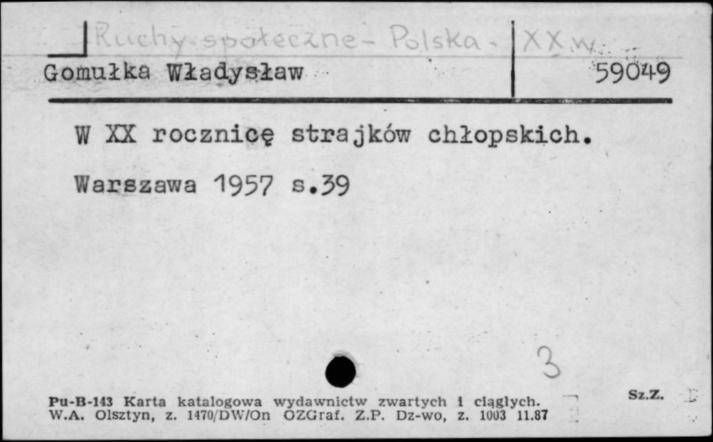 Ruchy społeczne - Polska. XX w.
Gomułka Władysław 59049
W XX rocznicę strajków chłopskich.
Warszawa 1957 s.39
3
Pu-B-143 Karta katalogowa wydawnictw zwartych i ciągłych. Sz.Z.
W.A. Olsztyn, z. 1470/DW/On OZGraf. Z.P. Dz-wo, z. 1003 11.87